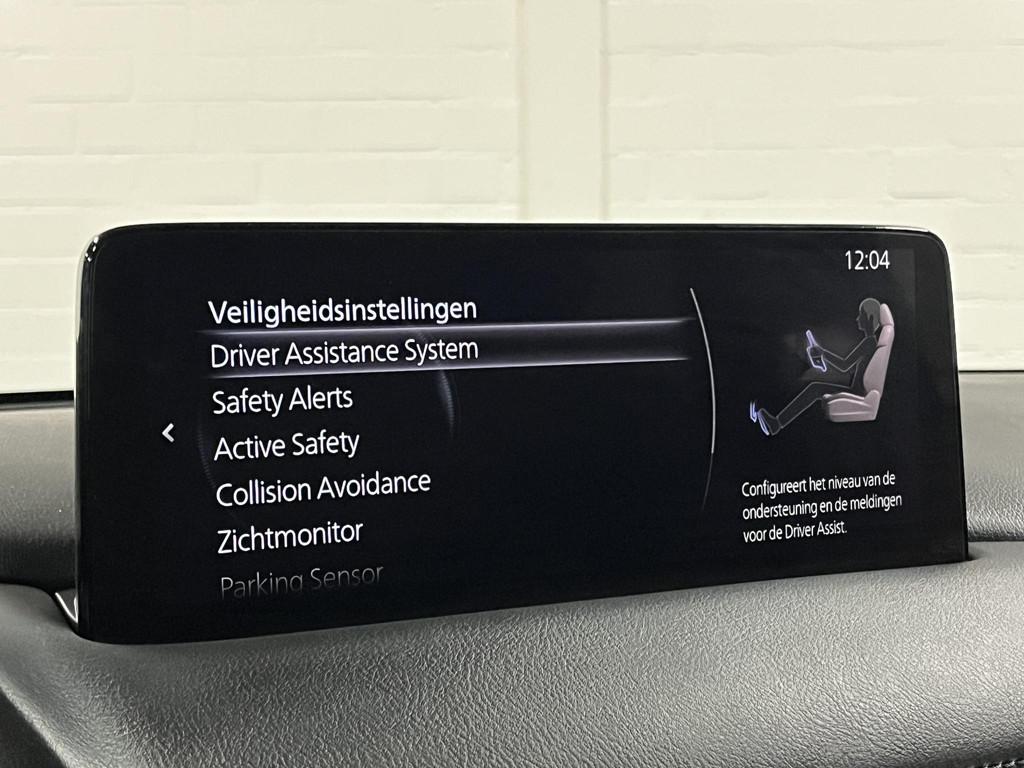 12:04
Veiligheidsinstellingen
Driver Assistance System
Safety Alerts
Active Safety
Collision Avoidance
Zichtmonitor
Parking Sensor
Configureert het niveau van de
ondersteuning en de meldingen
voor de Driver Assist.